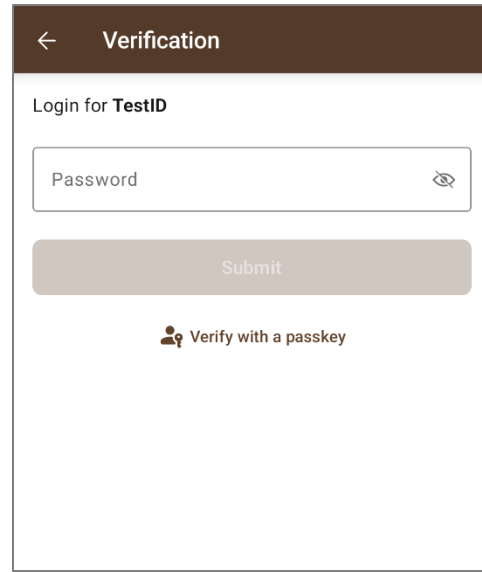 Verification
Login for TestID
Password
Submit
Verify with a passkey